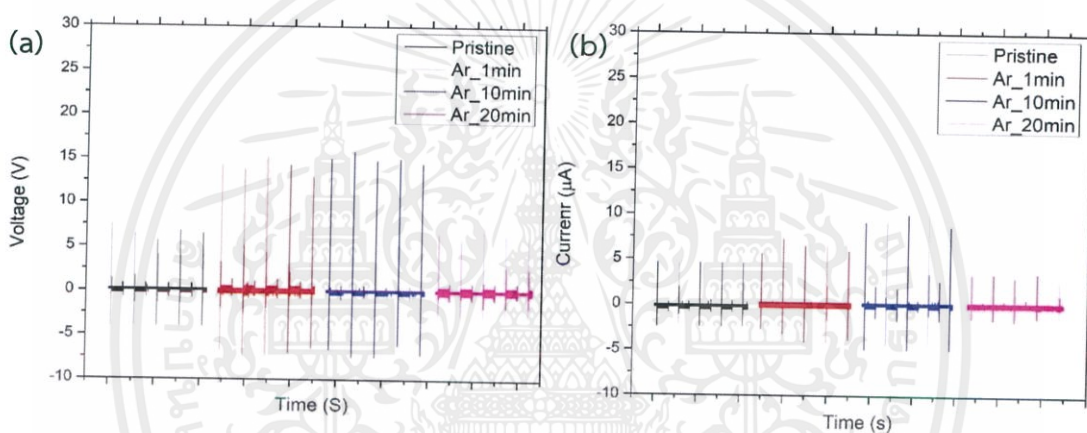 (a)
30
25
20
15
10
5
0
-5
-10
Voltage (V)
Time (S)
Pristine
Ar_1min
Ar_10min
Ar_20min
(b)
30
25
20
15
10
5
0
-5
-10
Currenr (μA)
Time (s)
Pristine
Ar_1min
Ar_10min
Ar_20min